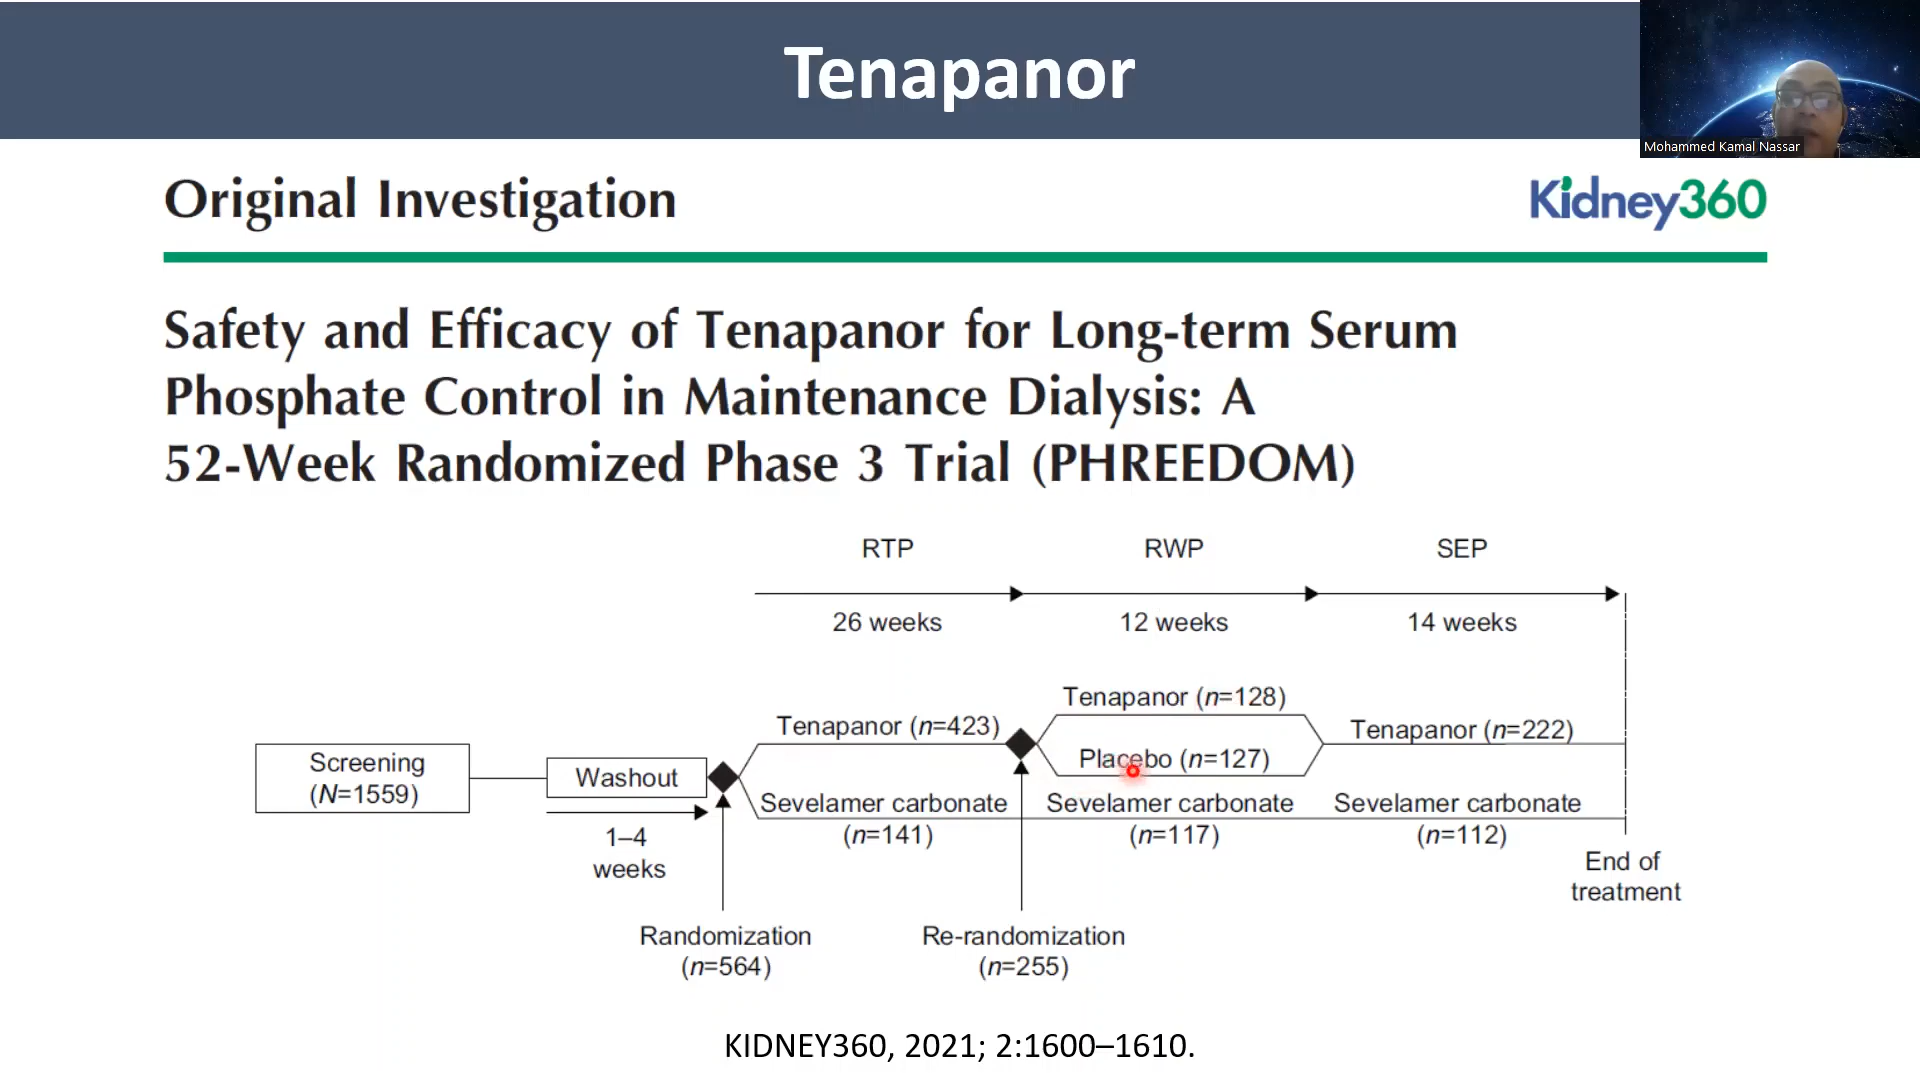 Tenapanor
Mohammed Kamal Nassar
Original Investigation
Kidney360
Safety and Efficacy of Tenapanor for Long-term Serum
Phosphate Control in Maintenance Dialysis: A
52-Week Randomized Phase 3 Trial (PHREEDOM)
RTP
RWP
SEP
26 weeks
12 weeks
14 weeks
Screening
(N=1559)
Washout
1–4
weeks
Tenapanor (n=423)
Tenapanor (n=128)
Placebo (n=127)
Tenapanor (n=222)
Sevelamer carbonate
(n=141)
Sevelamer carbonate
(n=117)
Sevelamer carbonate
(n=112)
End of
treatment
Randomization
(n=564)
Re-randomization
(n=255)
KIDNEY360, 2021; 2:1600–1610.